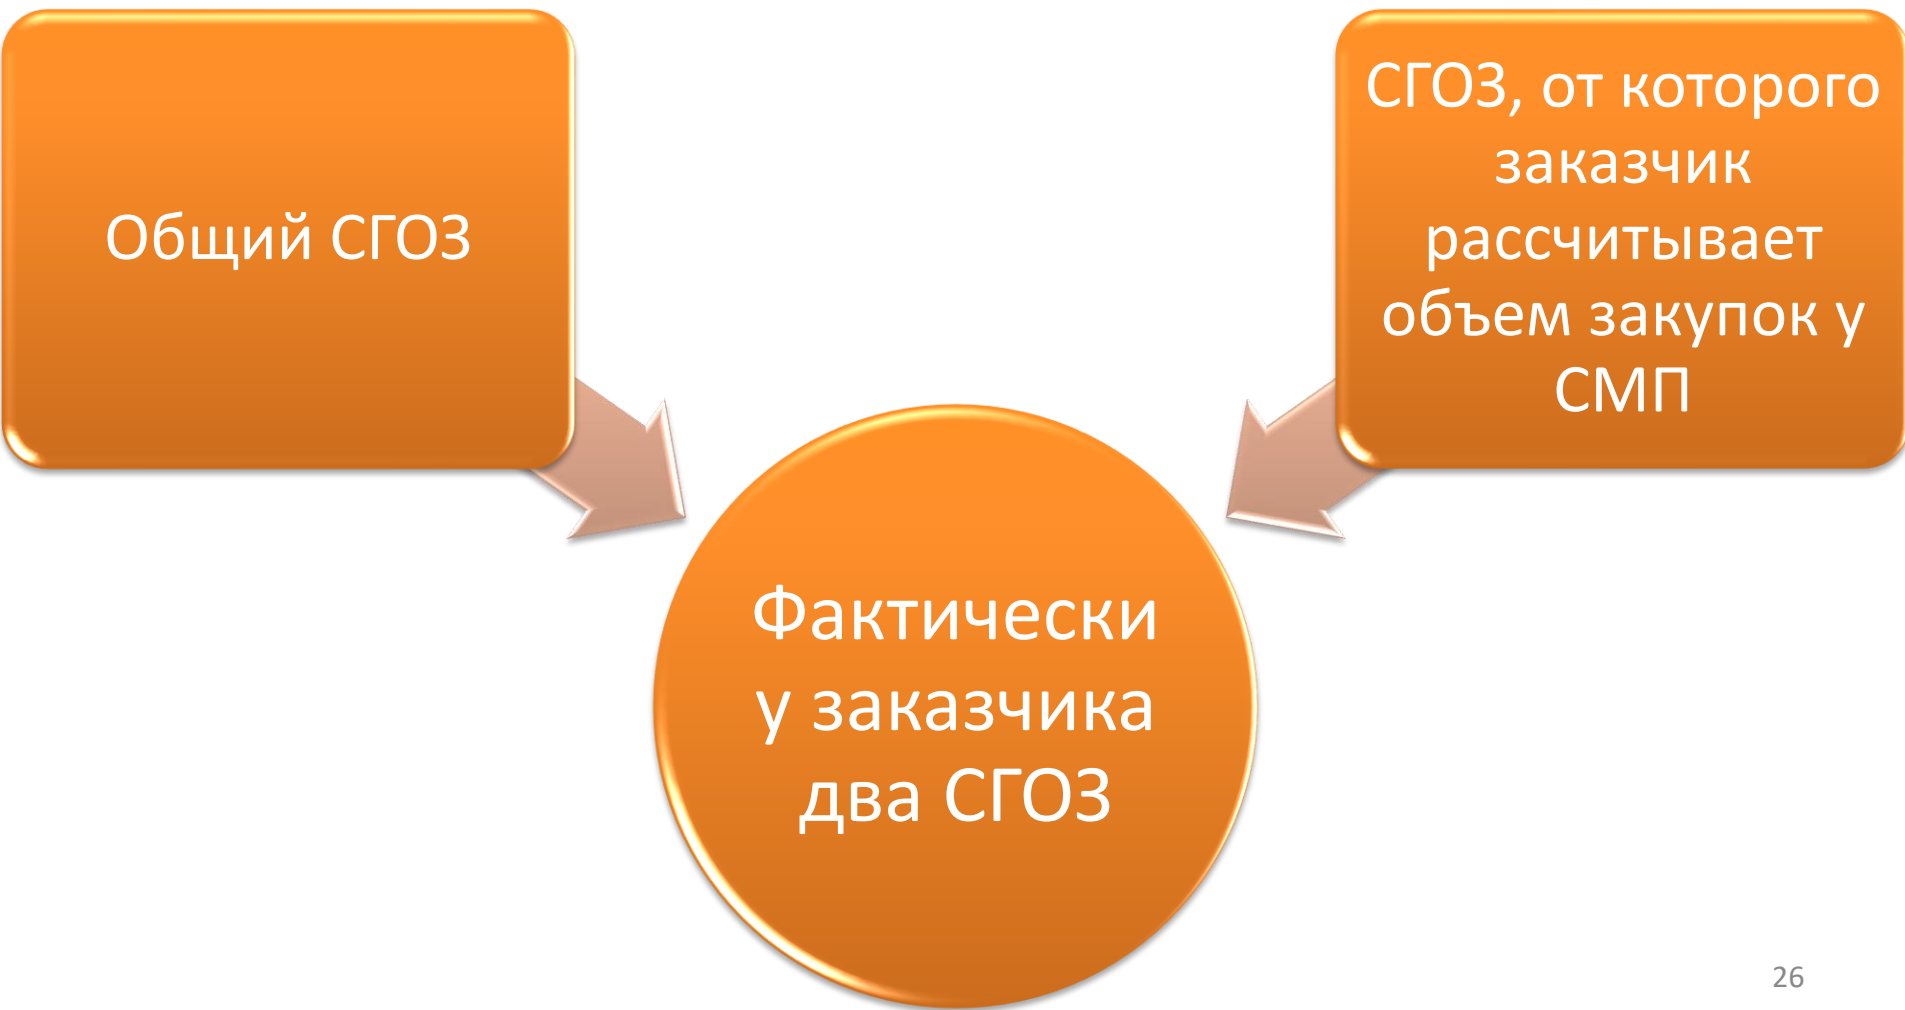 Общий СГОЗ
СГОЗ, от которого
заказчик
рассчитывает
объем закупок у
СМП
Фактически
у заказчика
два СГОЗ
26